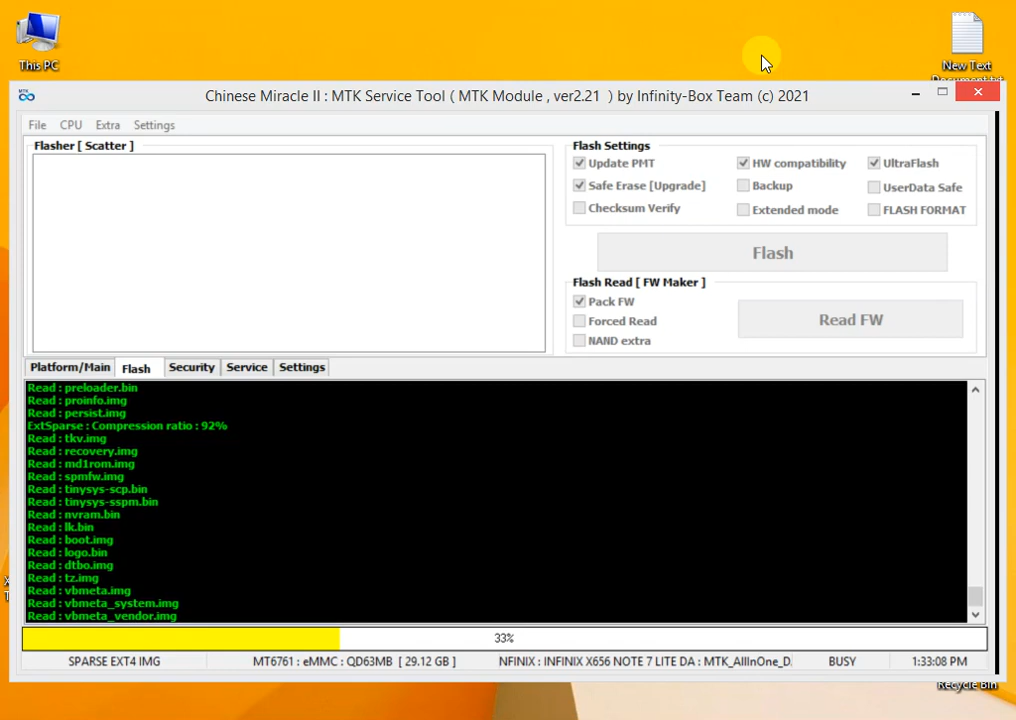 This PC
New Text
MTK
Chinese Miracle II : MTK Service Tool ( MTK Module , ver2.21 ) by Infinity-Box Team (c) 2021
File CPU Extra Settings
Flasher [ Scatter ]
Flash Settings
Update PMT HW compatibility UltraFlash
Safe Erase [Upgrade] Backup UserData Safe
Checksum Verify Extended mode FLASH FORMAT
Flash
Flash Read [ FW Maker ]
Pack FW
Forced Read
NAND extra
Read FW
Platform/Main Flash Security Service Settings
Read : preloader.bin
Read : proinfo.img
Read : persist.img
ExtSparse : Compression ratio : 92%
Read : tkv.img
Read : recovery.img
Read : md1rom.img
Read : spmfw.img
Read : tinysys-scp.bin
Read : tinysys-sspm.bin
Read : nvram.bin
Read : lk.bin
Read : boot.img
Read : logo.bin
Read : dtbo.img
Read : tz.img
Read : vbmeta.img
Read : vbmeta_system.img
Read : vbmeta_vendor.img
33%
SPARSE EXT4 IMG MT6761 : eMMC : QD63MB [ 29.12 GB ] NFINIX : INFINIX X656 NOTE 7 LITE DA : MTK_AllInOne_D. BUSY 1:33:08 PM
Recycle Bin